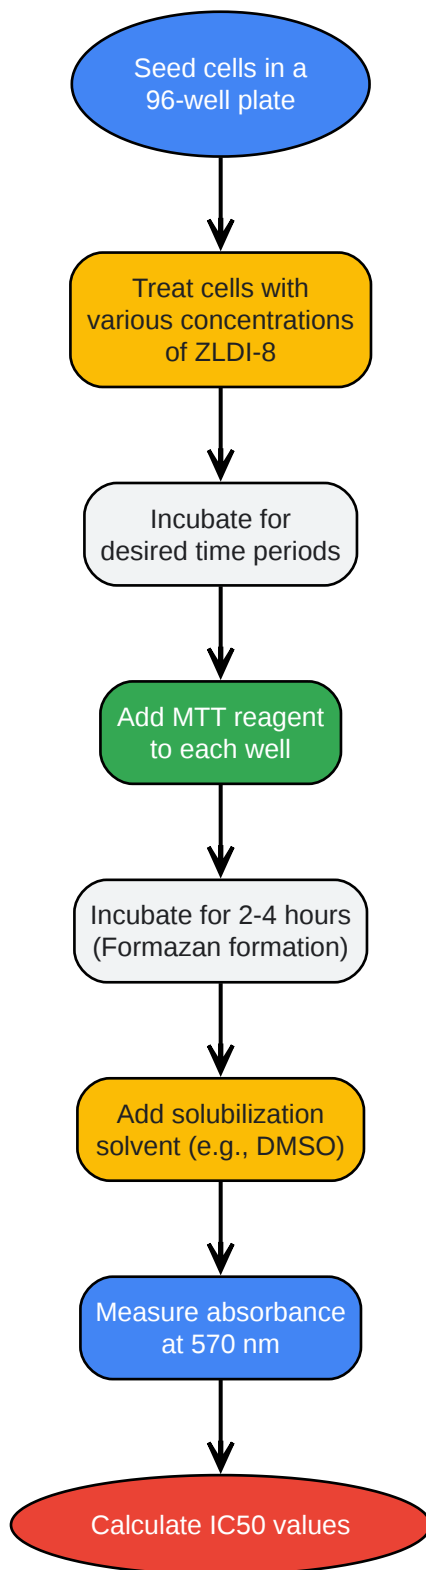 Seed cells in a
96-well plate
Treat cells with
various concentrations
of ZLDI-8
Incubate for
desired time periods
Add MTT reagent
to each well
Incubate for 2-4 hours
(Formazan formation)
Add solubilization
solvent (e.g., DMSO)
Measure absorbance
at 570 nm
Calculate IC50 values